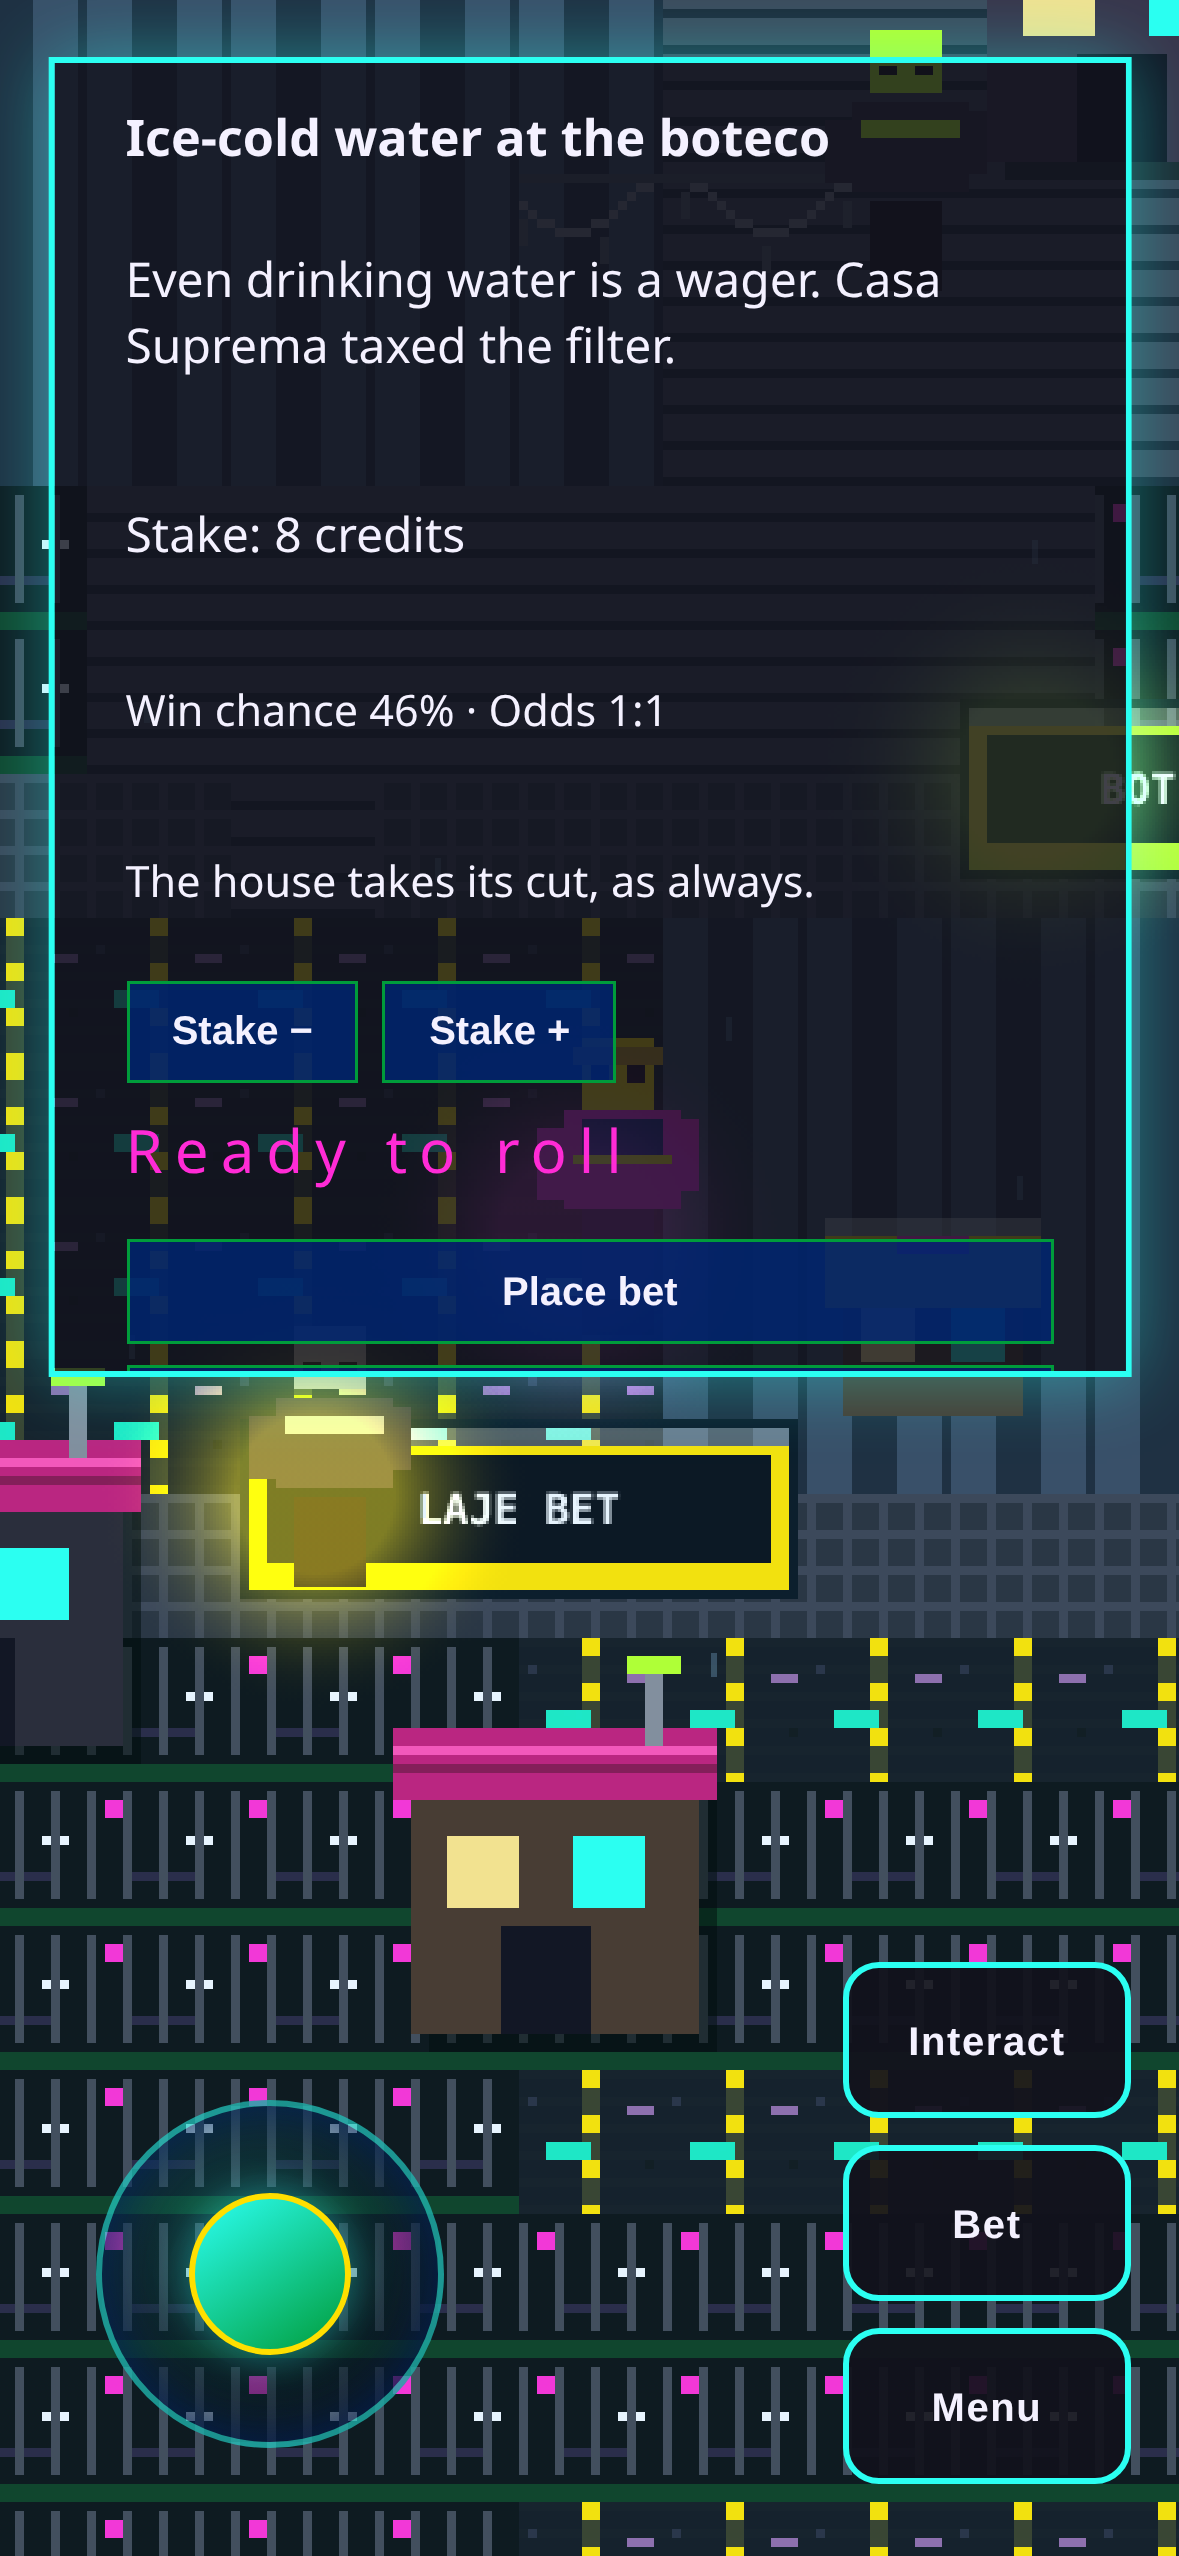 Ice-cold water at the boteco
Even drinking water is a wager. Casa
Suprema taxed the filter.
Stake: 8 credits
Win chance 46% · Odds 1:1
BOT
The house takes its cut, as always.
Stake −
Stake +
Ready to roll
Place bet
LAJE BET
Interact
Bet
Menu